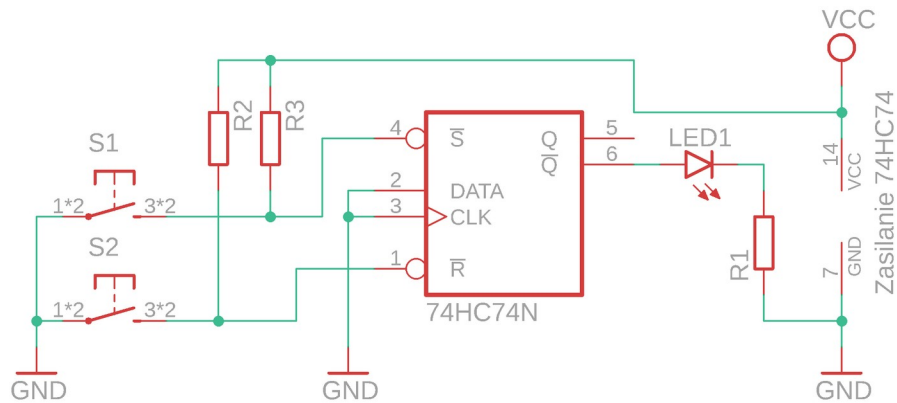 VCC
R2
R3
S1
1*2
3*2
S2
1*2
3*2
GND
4
S
2
DATA
3
CLK
1
R
Q
5
Q
6
74HC74N
GND
LED1
R1
14
VCC
7
GND
Zasilanie 74HC74
GND